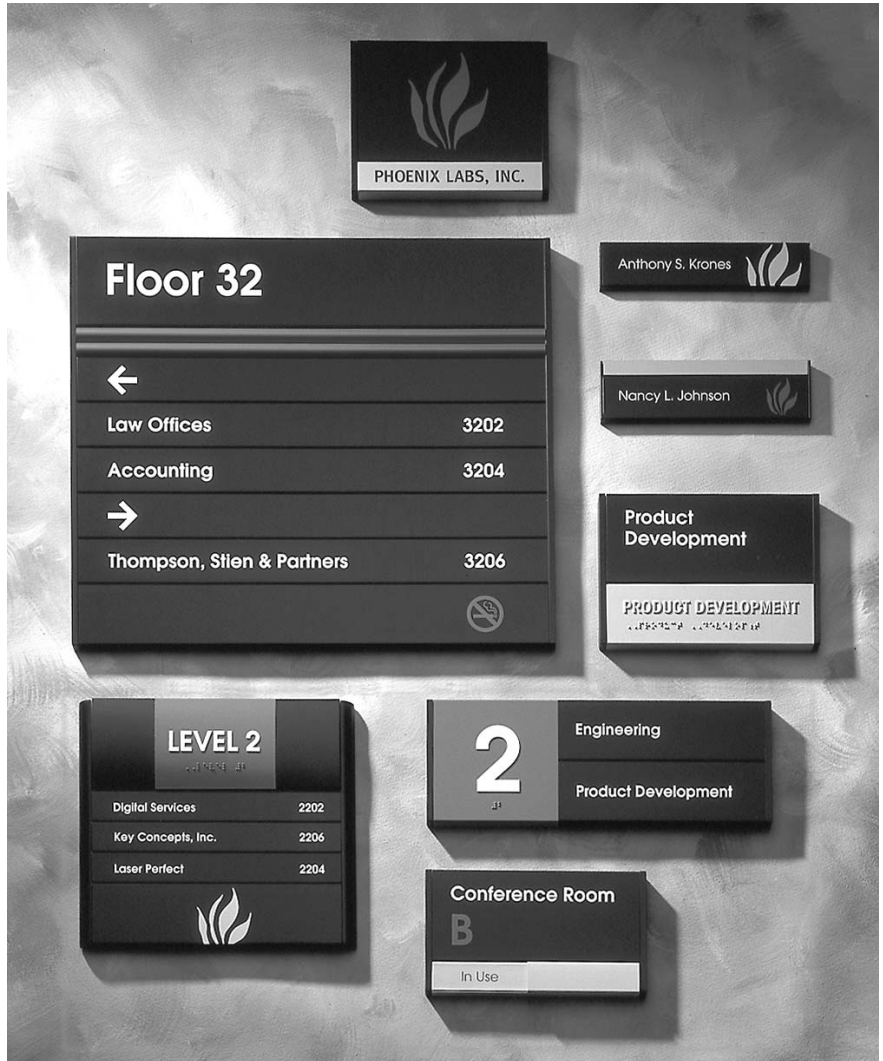 PHOENIX LABS, INC.
Floor 32
←
Law Offices 3202
Accounting 3204
→
Thompson, Stien & Partners 3206
Anthony S. Krones
Nancy L. Johnson
Product
Development
PRODUCT DEVELOPMENT
LEVEL 2
Digital Services 2202
Key Concepts, Inc. 2206
Laser Perfect 2204
2
Engineering
Product Development
Conference Room
B
In Use